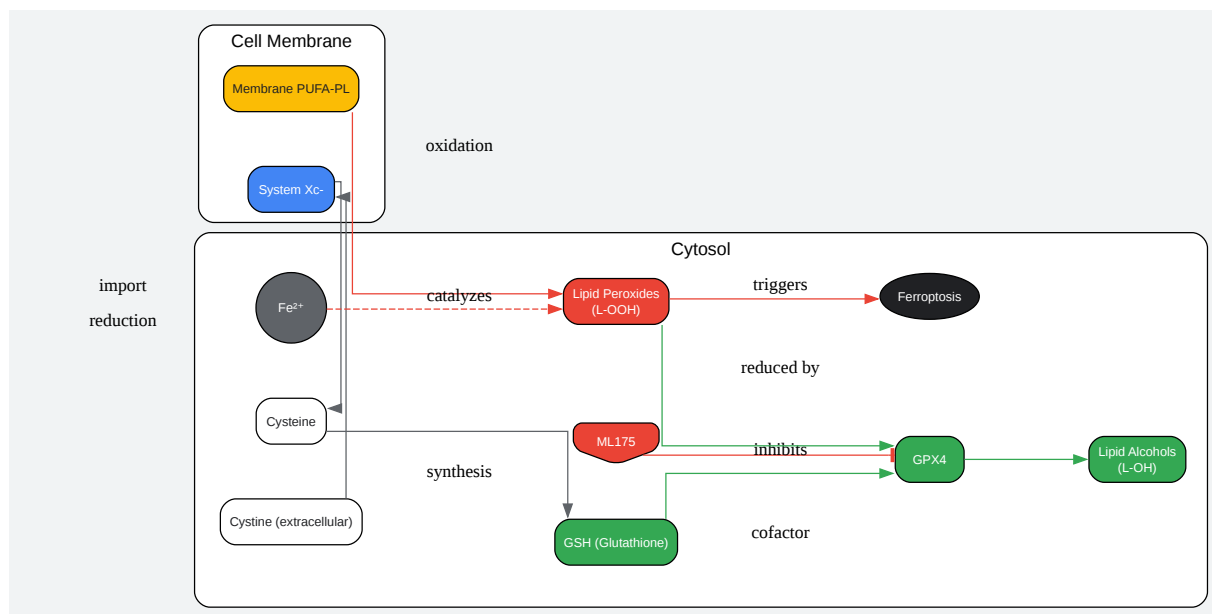 Cell Membrane
Membrane PUFA-PL
oxidation
System Xc-
Cytosol
import
reduction
Fe²⁺
catalyzes
Lipid Peroxides
(L-OOH)
triggers
Ferroptosis
reduced by
Cysteine
ML175
inhibits
GPX4
Lipid Alcohols
(L-OH)
synthesis
Cystine (extracellular)
GSH (Glutathione)
cofactor